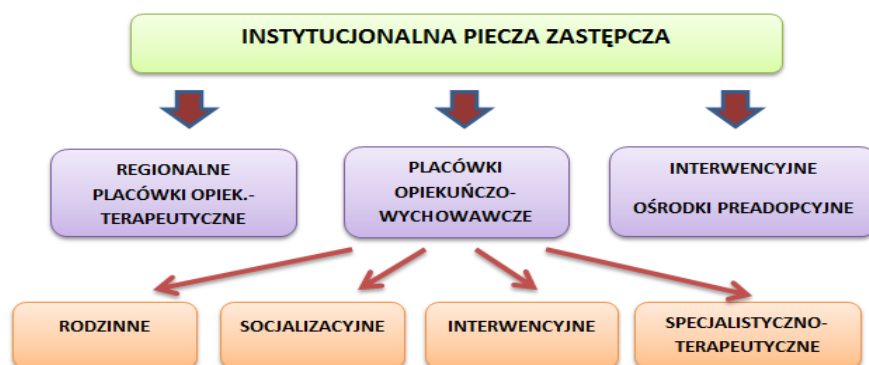 INSTYTUCJONALNA PIECZA ZASTĘPCZA
REGIONALNE
PLACÓWKI OPIEK.-
TERAPEUTYCZNE
PLACÓWKI
OPIEKUŃCZO-
WYCHOWAWCZE
INTERWENCYJNE
OŚRODKI PREADOPCYJNE
RODZINNE
SOCJALIZACYJNE
INTERWENCYJNE
SPECJALISTYCZNO-
TERAPEUTYCZNE